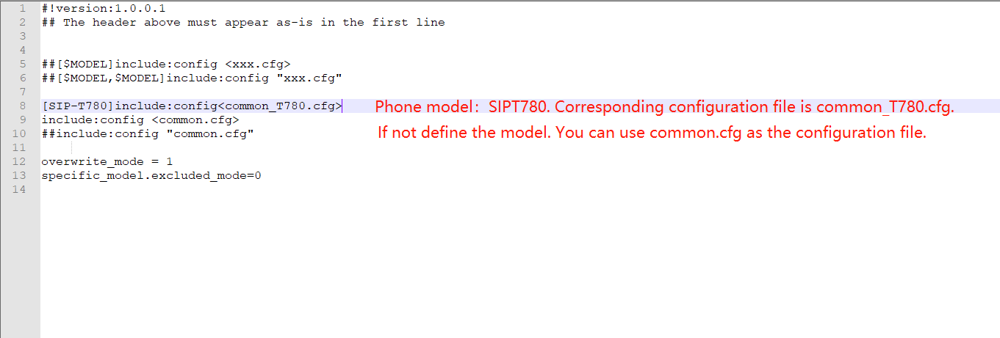 1 #!version:1.0.0.1
2 ## The header above must appear as-is in the first line
3
4
5 ##[$MODEL]include:config <xxx.cfg>
6 ##[$MODEL,$MODEL]include:config "xxx.cfg"
7
8 [SIP-T780]include:config<common_T780.cfg> Phone model：SIPT780. Corresponding configuration file is common_T780.cfg.
9 include:config <common.cfg>
10 ##include:config "common.cfg" If not define the model. You can use common.cfg as the configuration file.
11
12 overwrite_mode = 1
13 specific_model.excluded_mode=0
14